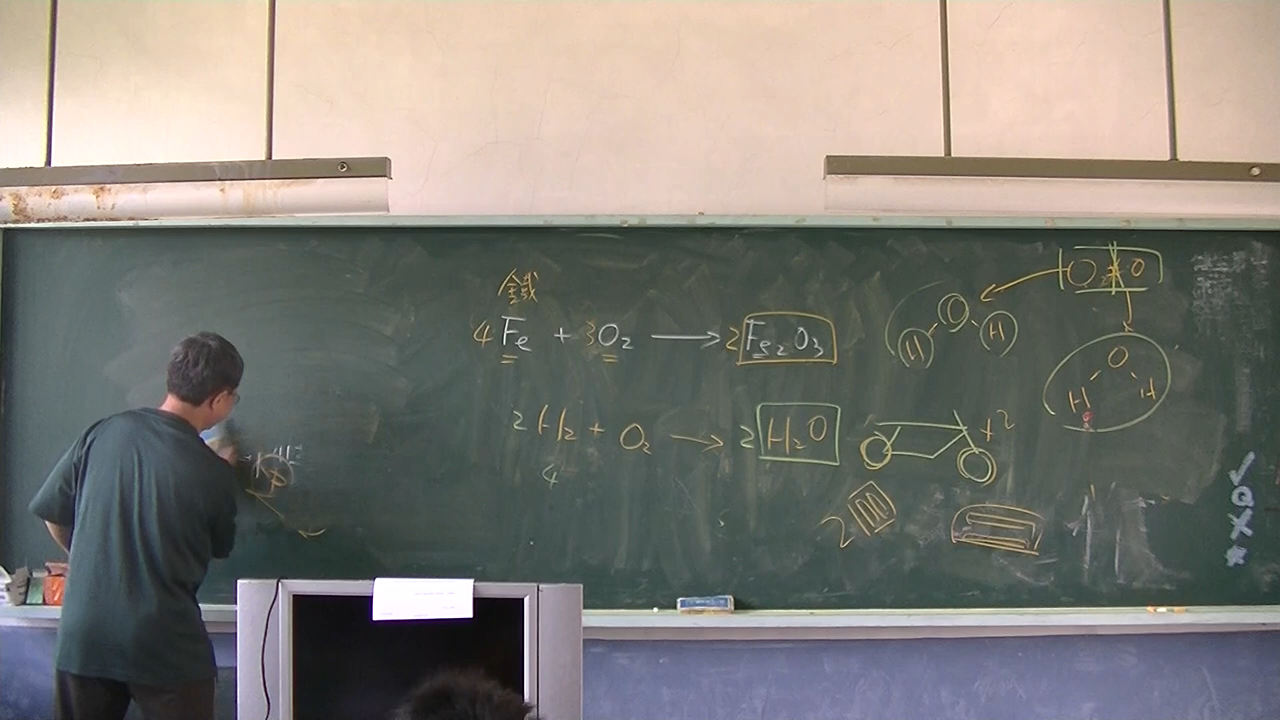 鐵
4Fe + 3O₂ → 2Fe₂O₃
2H₂ + O₂ → 2H₂O
4
x2
2
O
H H
O
H H